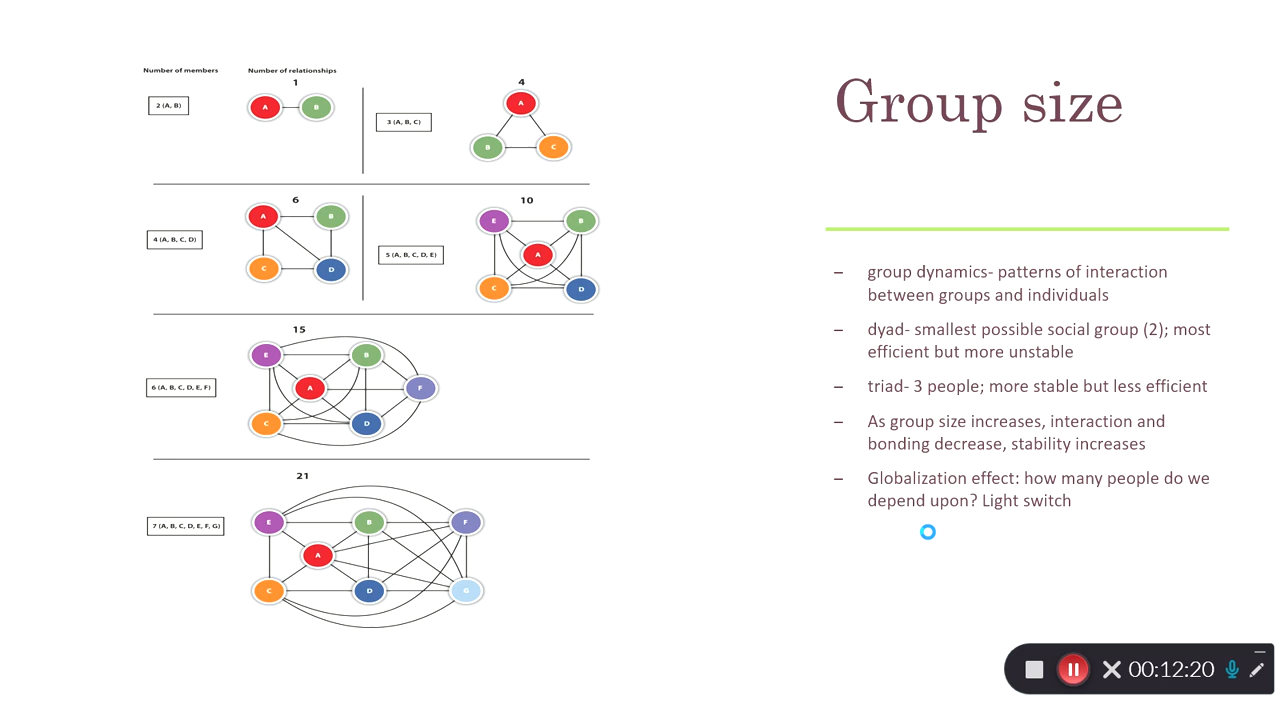 Number of members
Number of relationships
1
2 (A, B)
A
B
4
3 (A, B, C)
A
B
C
6
4 (A, B, C, D)
A
B
C
D
10
5 (A, B, C, D, E)
E
B
A
C
D
15
6 (A, B, C, D, E, F)
E
B
A
F
C
D
21
7 (A, B, C, D, E, F, G)
E
B
F
A
C
D
G
Group size
– group dynamics- patterns of interaction
between groups and individuals
– dyad- smallest possible social group (2); most
efficient but more unstable
– triad- 3 people; more stable but less efficient
– As group size increases, interaction and
bonding decrease, stability increases
– Globalization effect: how many people do we
depend upon? Light switch
00:12:20